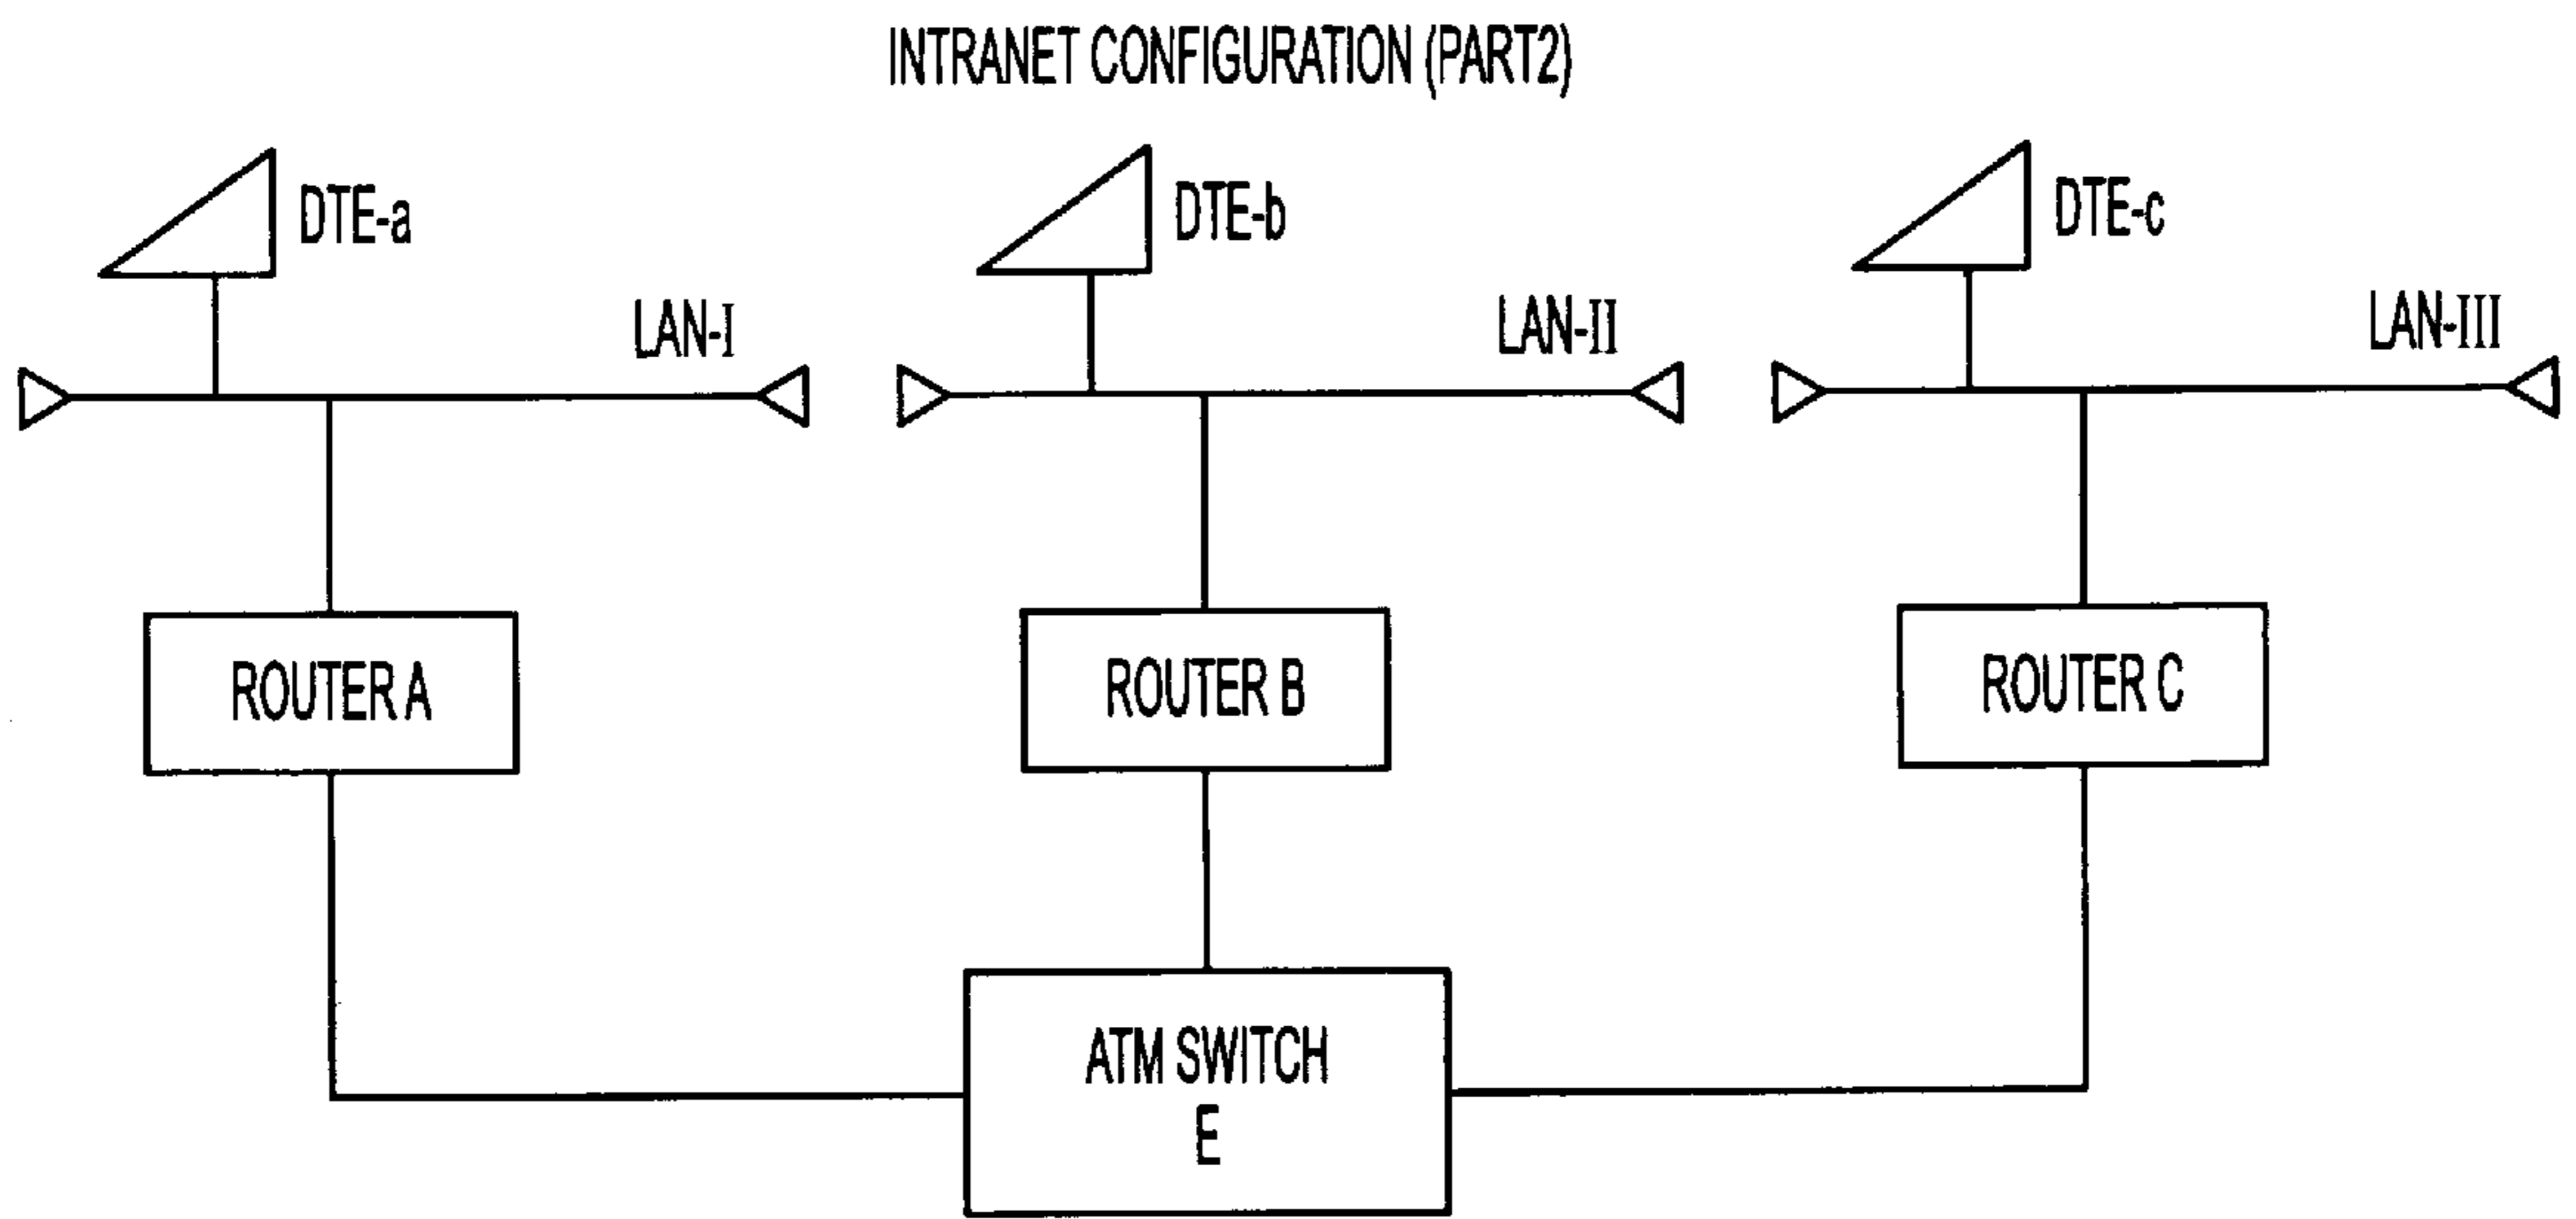 INTRANET CONFIGURATION (PART2)
DTE-a
DTE-b
DTE-c
LAN-I
LAN-II
LAN-III
ROUTER A
ROUTER B
ROUTER C
ATM SWITCH
E